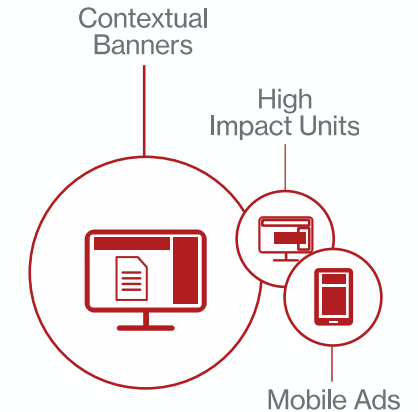 Contextual
Banners
High
Impact Units
Mobile Ads